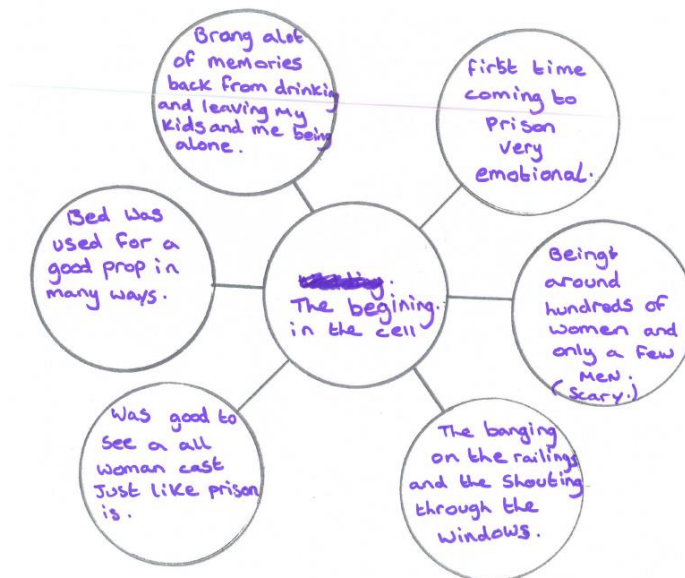 Brang alot
of memories
back from drinking
and leaving My
kids and me being
alone.
first time
coming to
prison
very
emotional.
Bed was
used for a
good prop in
many ways.
The begining.
in the cell
Being
around
hundreds of
women and
only a few
Men.
(scary.)
Was good to
see a all
woman cast
Just like prison
is.
The banging
on the railings
and the shouting
through the
windows.